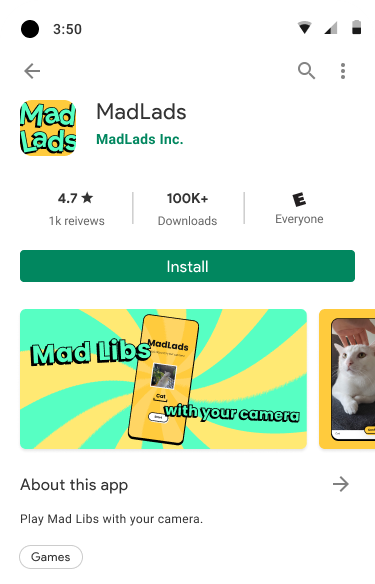 3:50
Mad
Lads
MadLads
MadLads Inc.
4.7 ★
1k reivews
100K+
Downloads
E
Everyone
Install
Mad Libs
MadLads
Cat
with your camera
About this app
Play Mad Libs with your camera.
Games